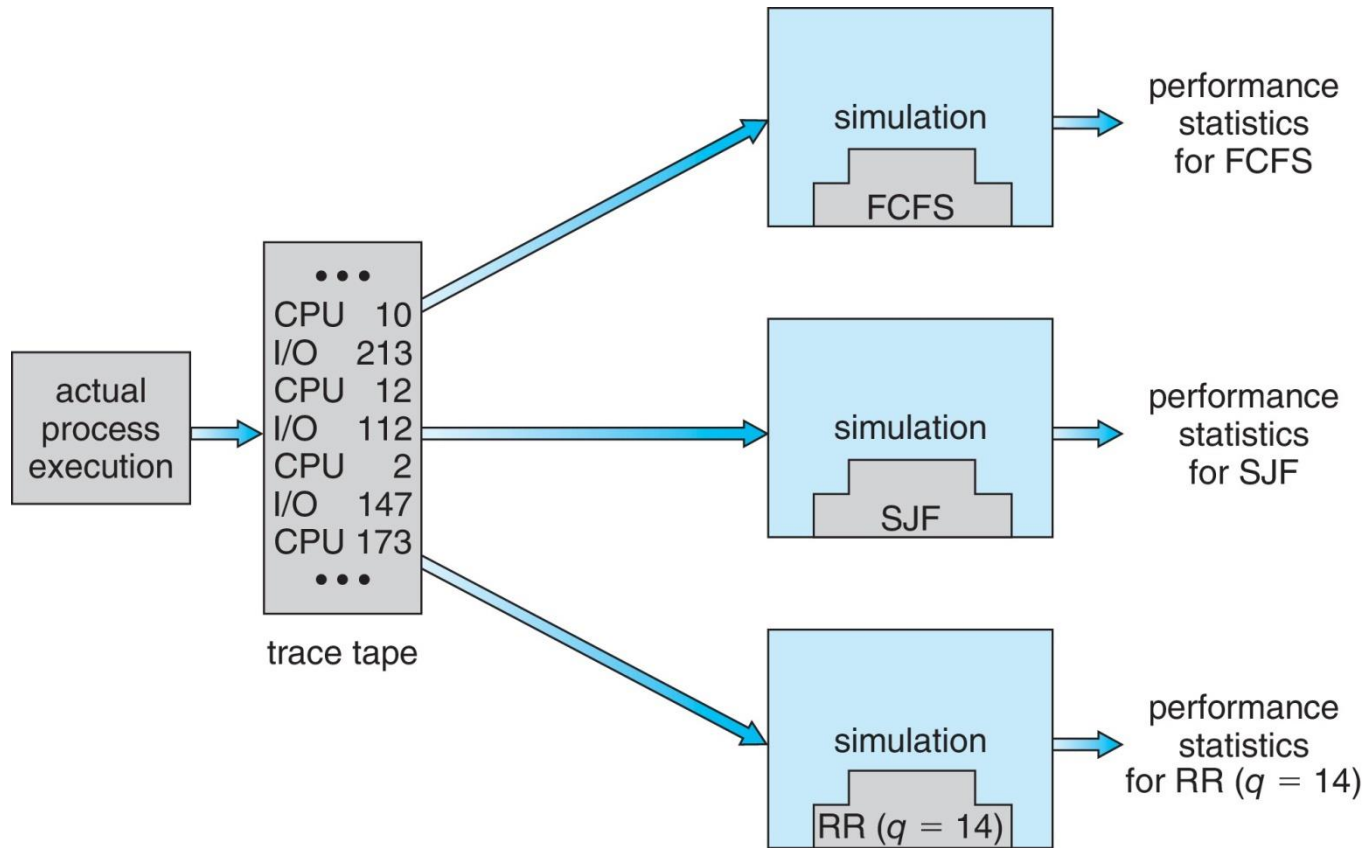 actual
process
execution
•••
CPU 10
I/O 213
CPU 12
I/O 112
CPU 2
I/O 147
CPU 173
•••
trace tape
simulation
FCFS
performance
statistics
for FCFS
simulation
SJF
performance
statistics
for SJF
simulation
RR (q = 14)
performance
statistics
for RR (q = 14)